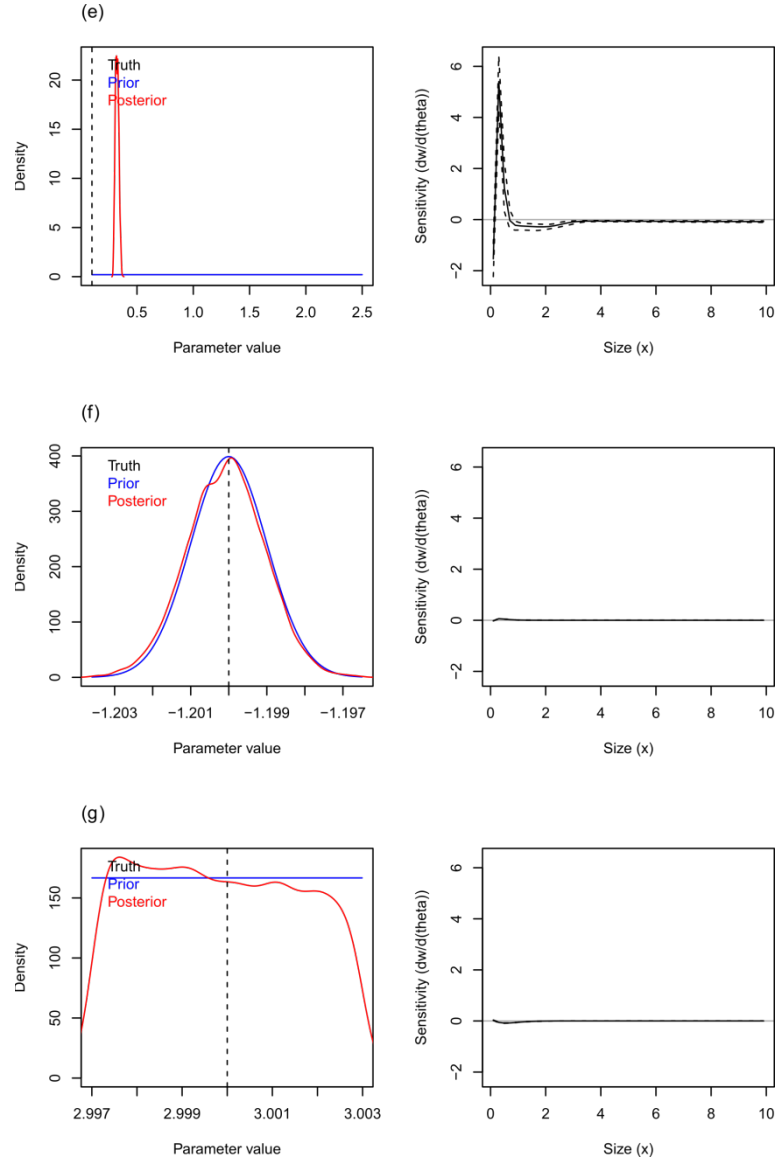 (e)
Density
0
5
10
15
20
Truth
Prior
Posterior
0.5
1.0
1.5
2.0
2.5
Parameter value
Sensitivity (dw/d(theta))
−2
0
2
4
6
0
2
4
6
8
10
Size (x)
(f)
Density
0
100
200
300
400
Truth
Prior
Posterior
−1.203
−1.201
−1.199
−1.197
Parameter value
Sensitivity (dw/d(theta))
−2
0
2
4
6
0
2
4
6
8
10
Size (x)
(g)
Density
0
50
100
150
Truth
Prior
Posterior
2.997
2.999
3.001
3.003
Parameter value
Sensitivity (dw/d(theta))
−2
0
2
4
6
0
2
4
6
8
10
Size (x)